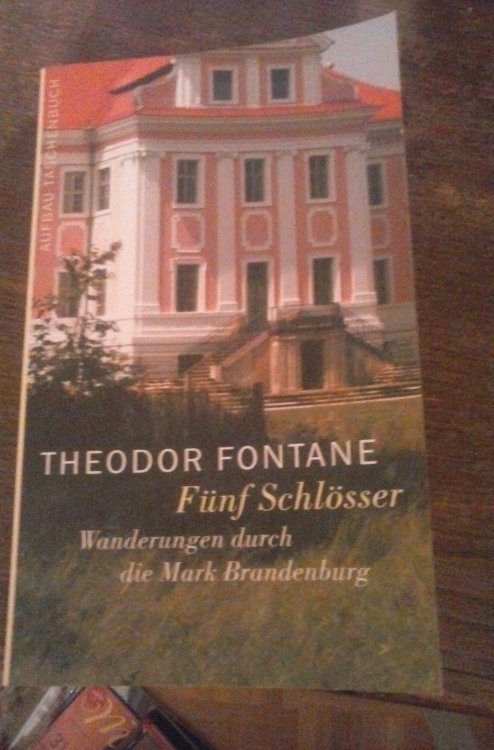 AUFBAU TASCHENBUCH
THEODOR FONTANE
Fünf Schlösser
Wanderungen durch
die Mark Brandenburg